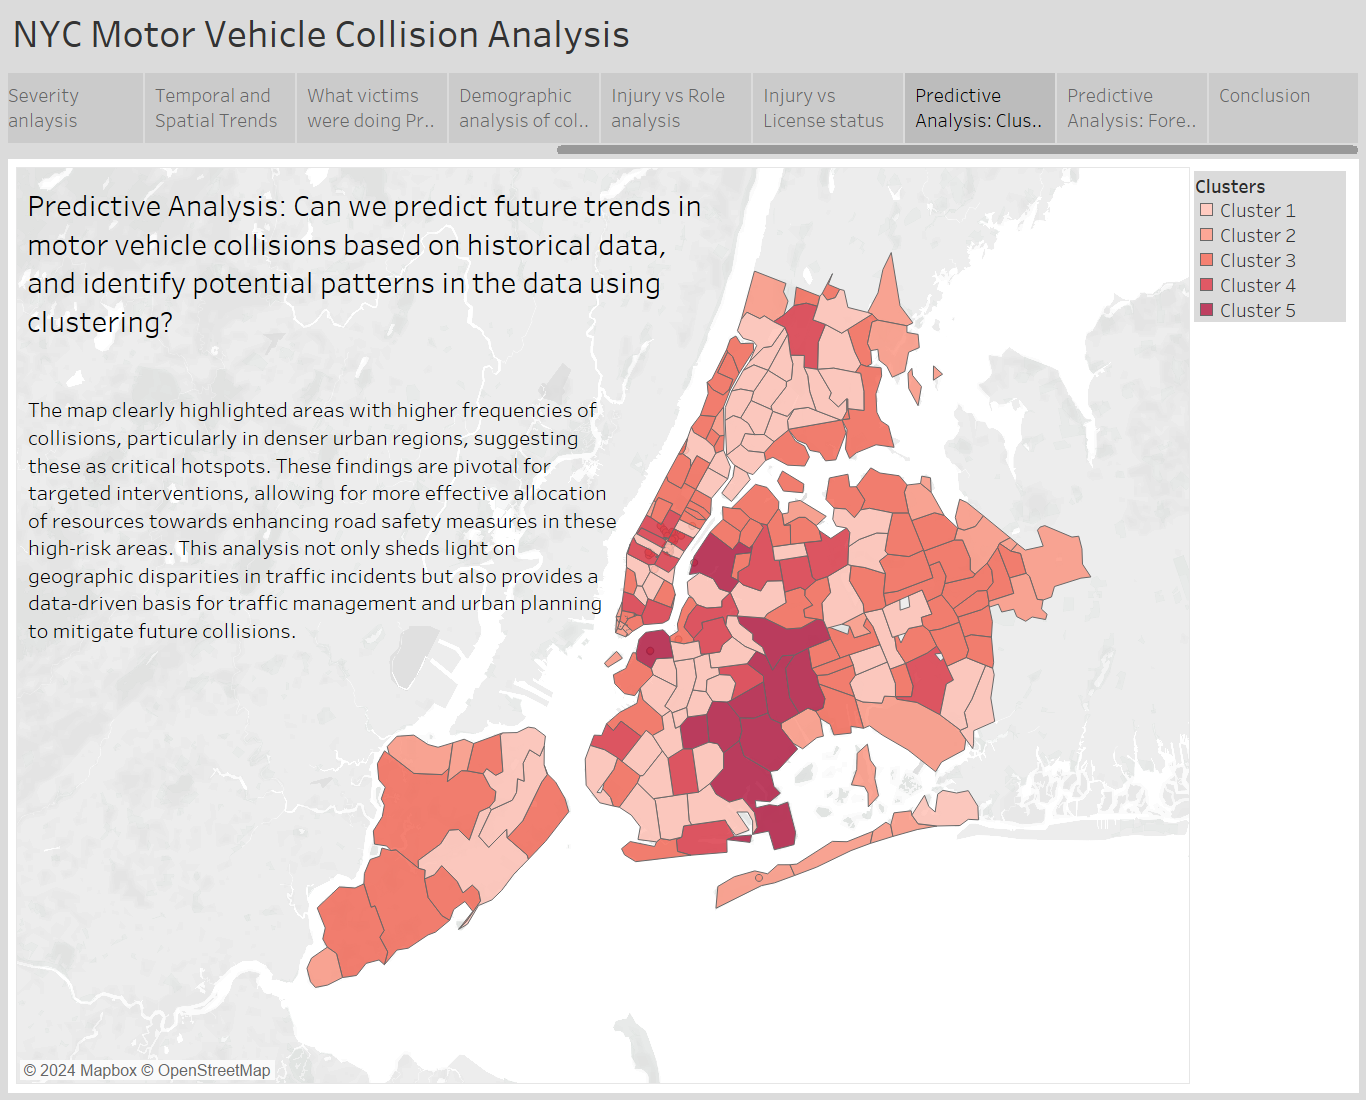 NYC Motor Vehicle Collision Analysis
Severity
anlaysis
Temporal and
Spatial Trends
What victims
were doing Pr..
Demographic
analysis of col..
Injury vs Role
analysis
Injury vs
License status
Predictive
Analysis: Clus..
Predictive
Analysis: Fore..
Conclusion
Predictive Analysis: Can we predict future trends in
motor vehicle collisions based on historical data,
and identify potential patterns in the data using
clustering?
The map clearly highlighted areas with higher frequencies of
collisions, particularly in denser urban regions, suggesting
these as critical hotspots. These findings are pivotal for
targeted interventions, allowing for more effective allocation
of resources towards enhancing road safety measures in these
high-risk areas. This analysis not only sheds light on
geographic disparities in traffic incidents but also provides a
data-driven basis for traffic management and urban planning
to mitigate future collisions.
Clusters
Cluster 1
Cluster 2
Cluster 3
Cluster 4
Cluster 5
© 2024 Mapbox © OpenStreetMap